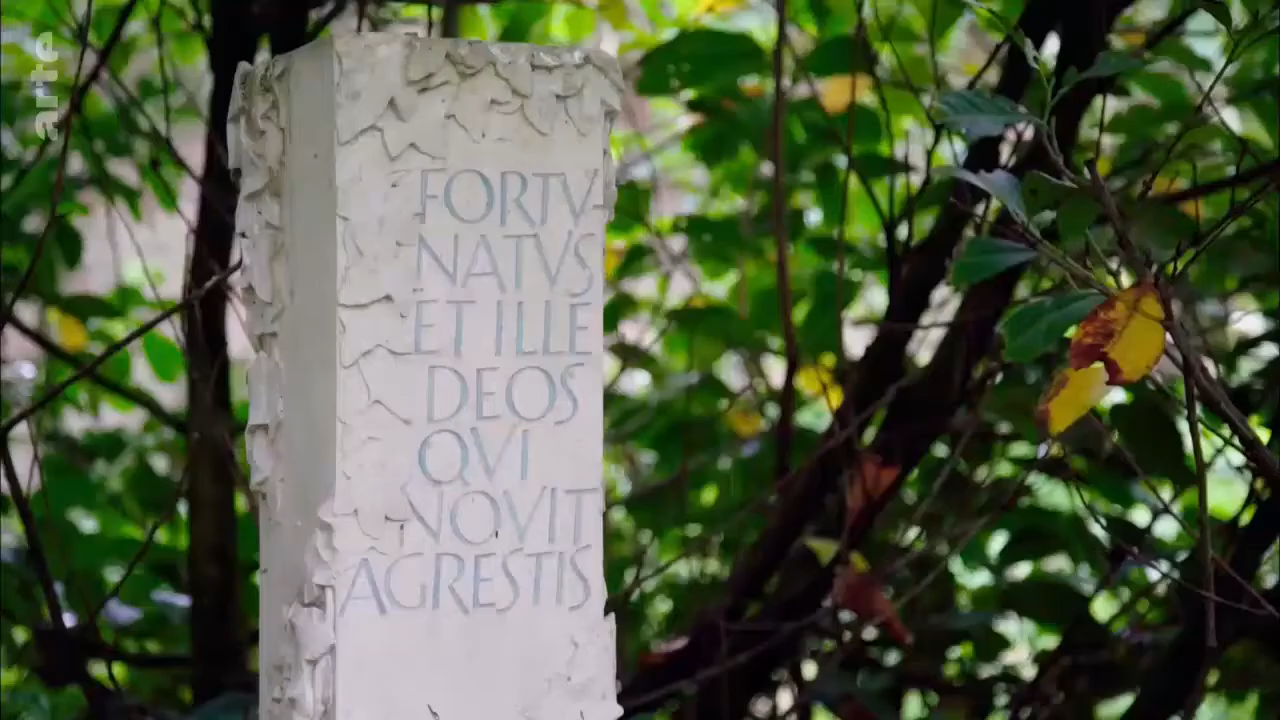 arte
FORTV-
NATVS
ET ILLE
DEOS
QVI
NOVIT
AGRESTIS